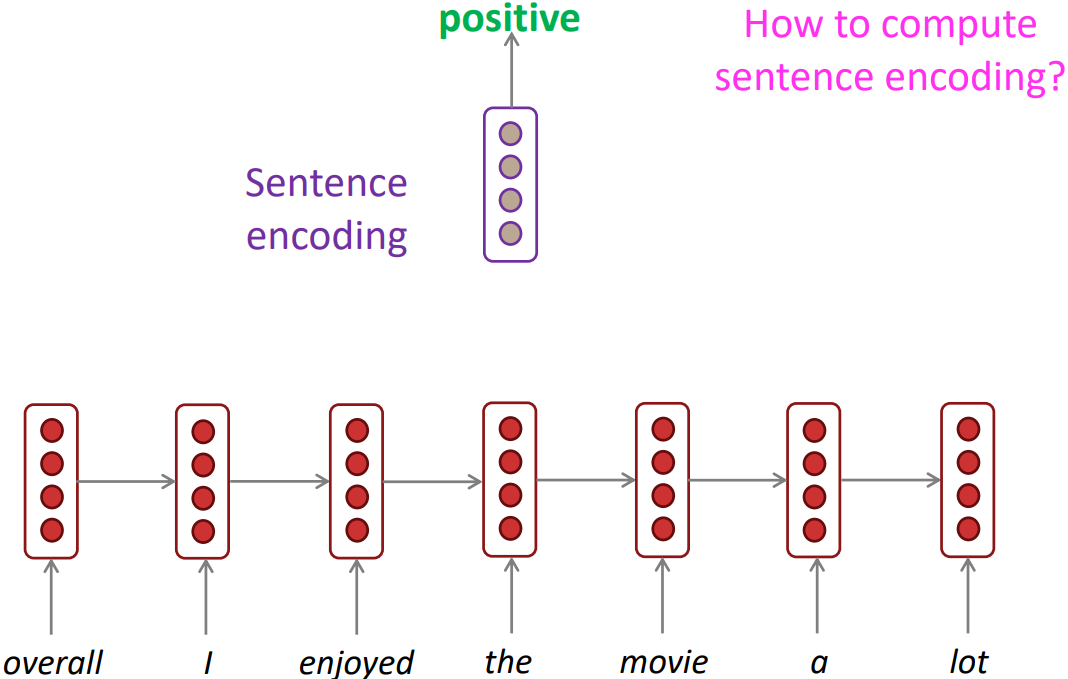 positive
How to compute
sentence encoding?
Sentence
encoding
overall I enjoyed the movie a lot